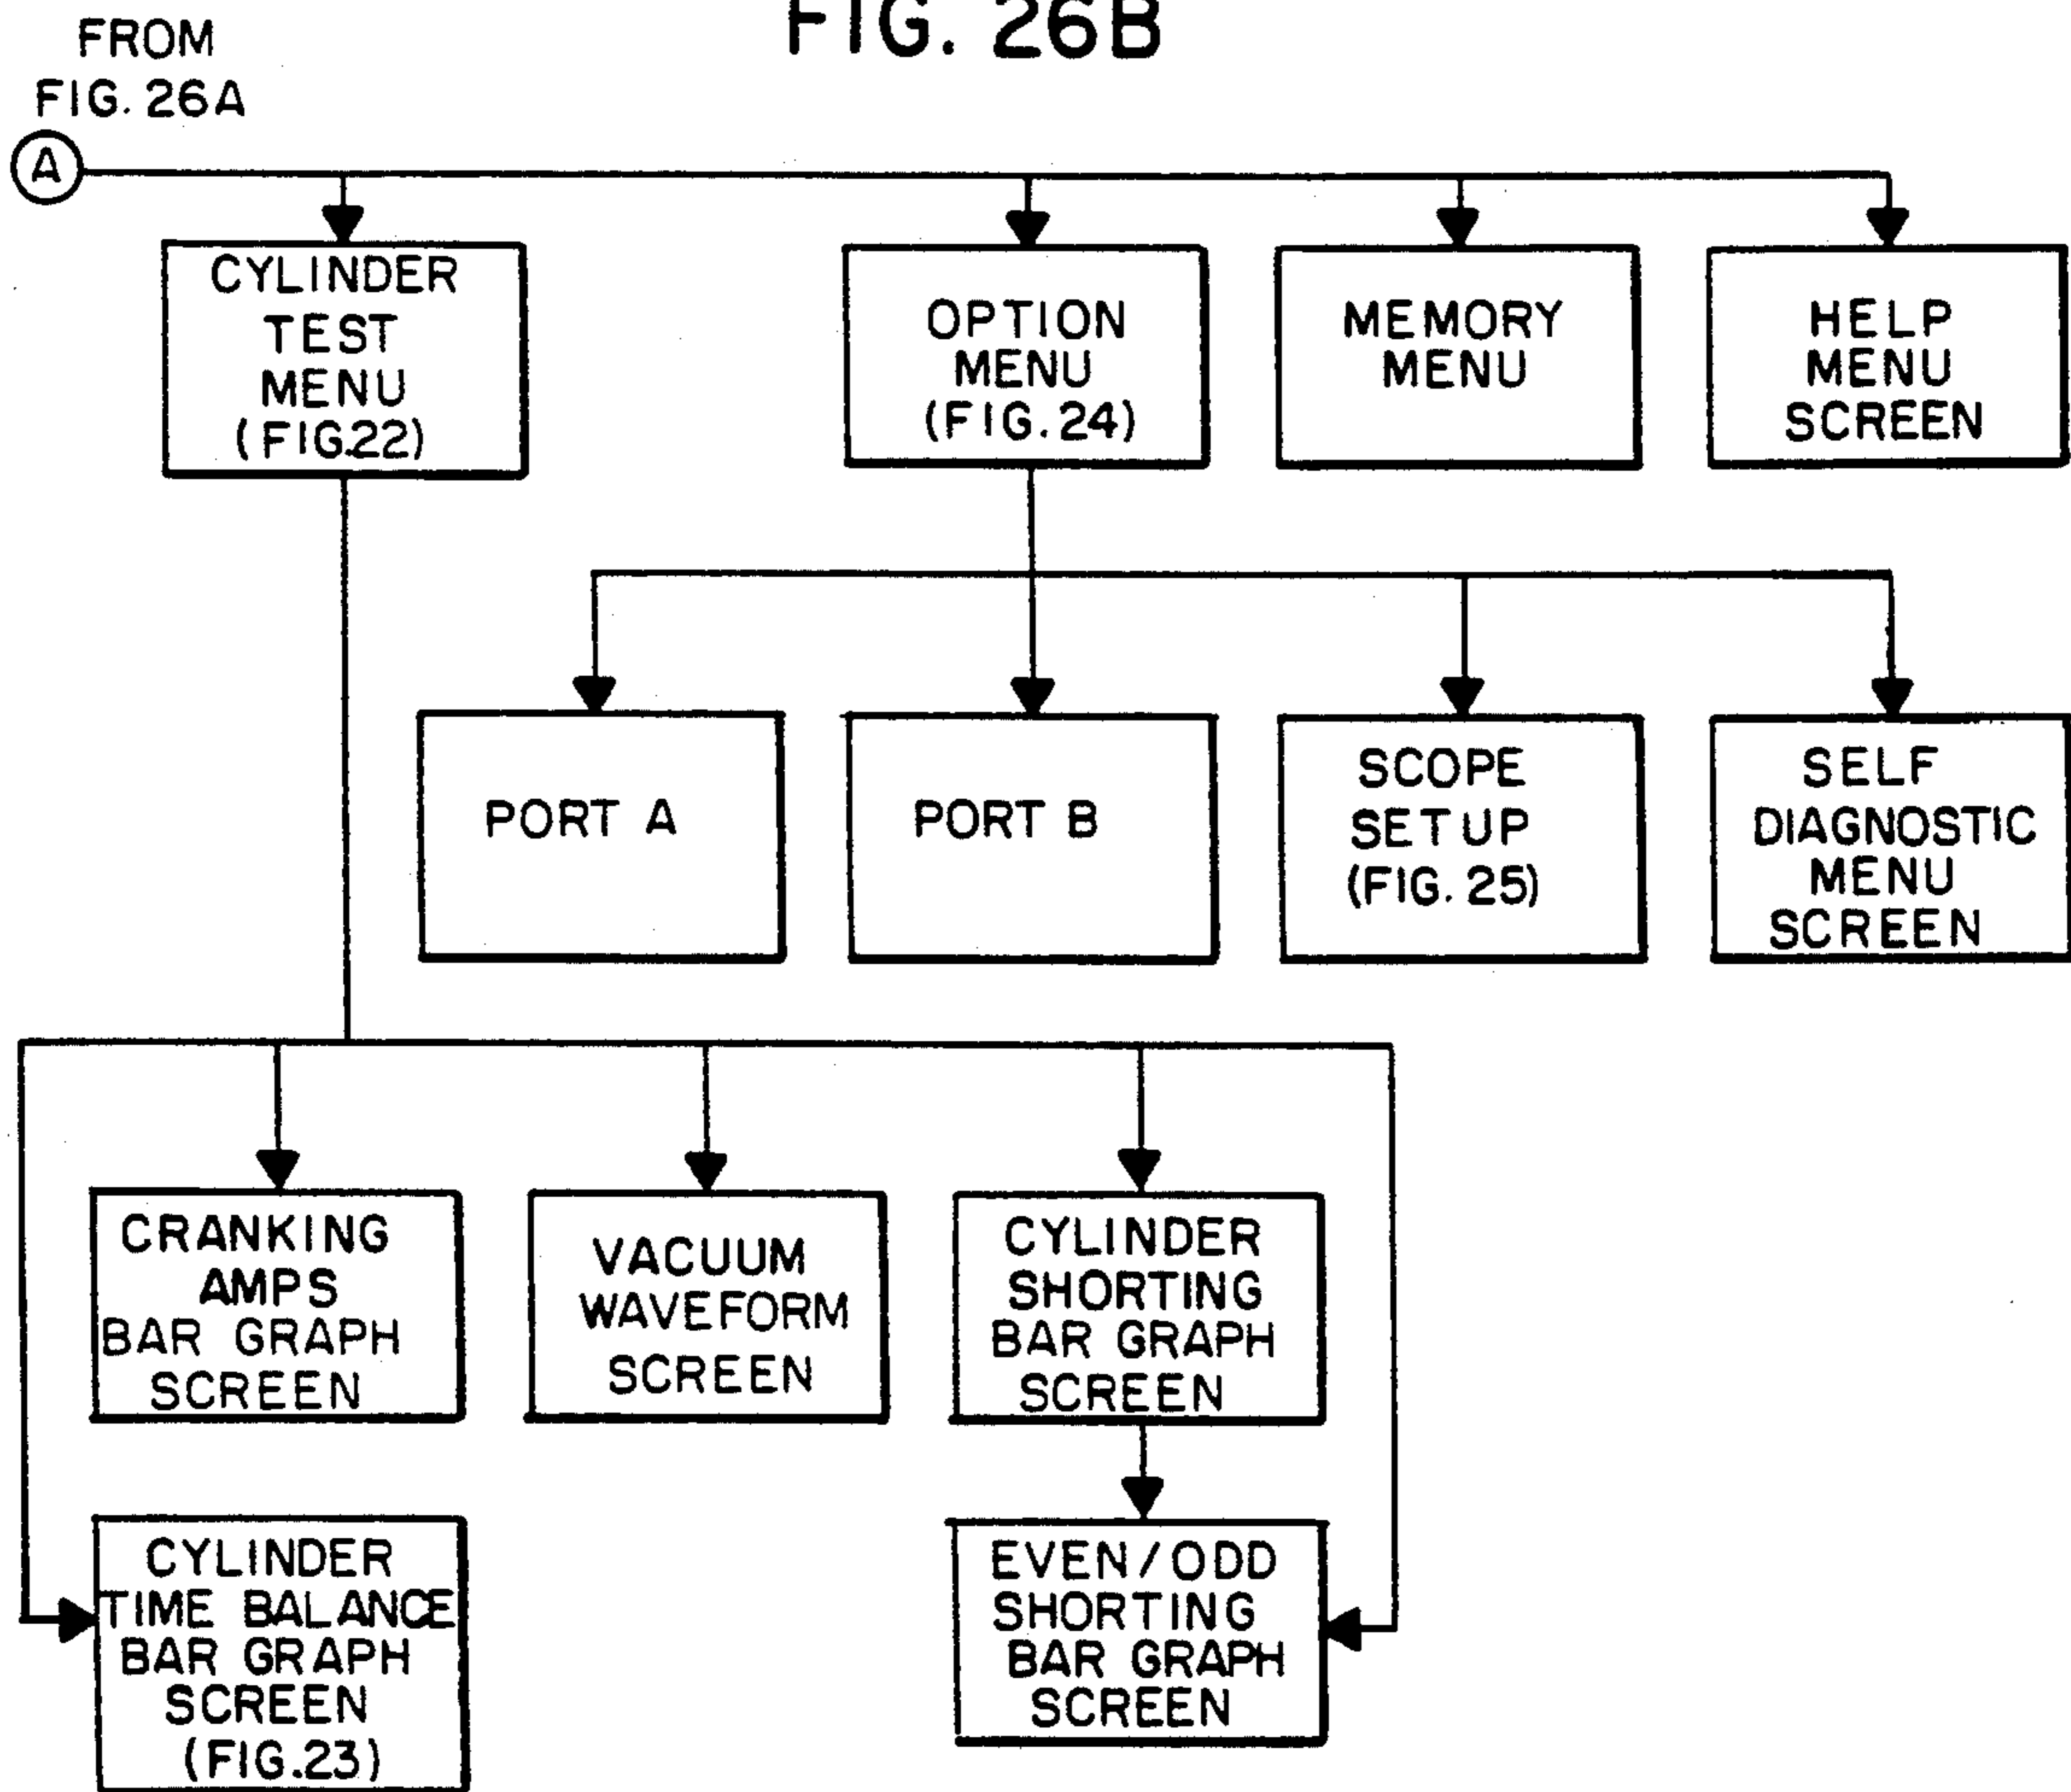 FIG. 26B
FROM
FIG. 26A
A
CYLINDER
TEST
MENU
(FIG.22)
OPTION
MENU
(FIG. 24)
MEMORY
MENU
HELP
MENU
SCREEN
PORT A
PORT B
SCOPE
SETUP
(FIG. 25)
SELF
DIAGNOSTIC
MENU
SCREEN
CRANKING
AMPS
BAR GRAPH
SCREEN
VACUUM
WAVEFORM
SCREEN
CYLINDER
SHORTING
BAR GRAPH
SCREEN
CYLINDER
TIME BALANCE
BAR GRAPH
SCREEN
(FIG.23)
EVEN/ODD
SHORTING
BAR GRAPH
SCREEN